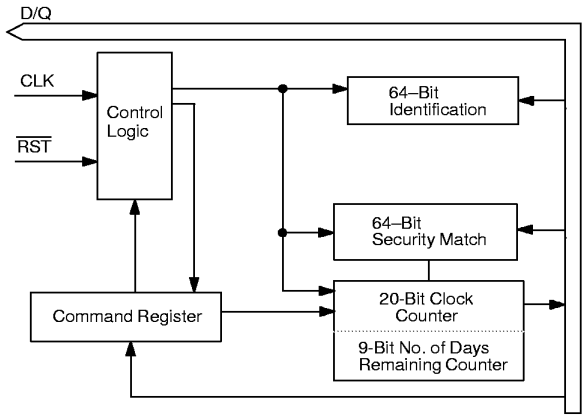 D/Q
CLK
RST
Control
Logic
64–Bit
Identification
64–Bit
Security Match
Command Register
20-Bit Clock
Counter
9-Bit No. of Days
Remaining Counter